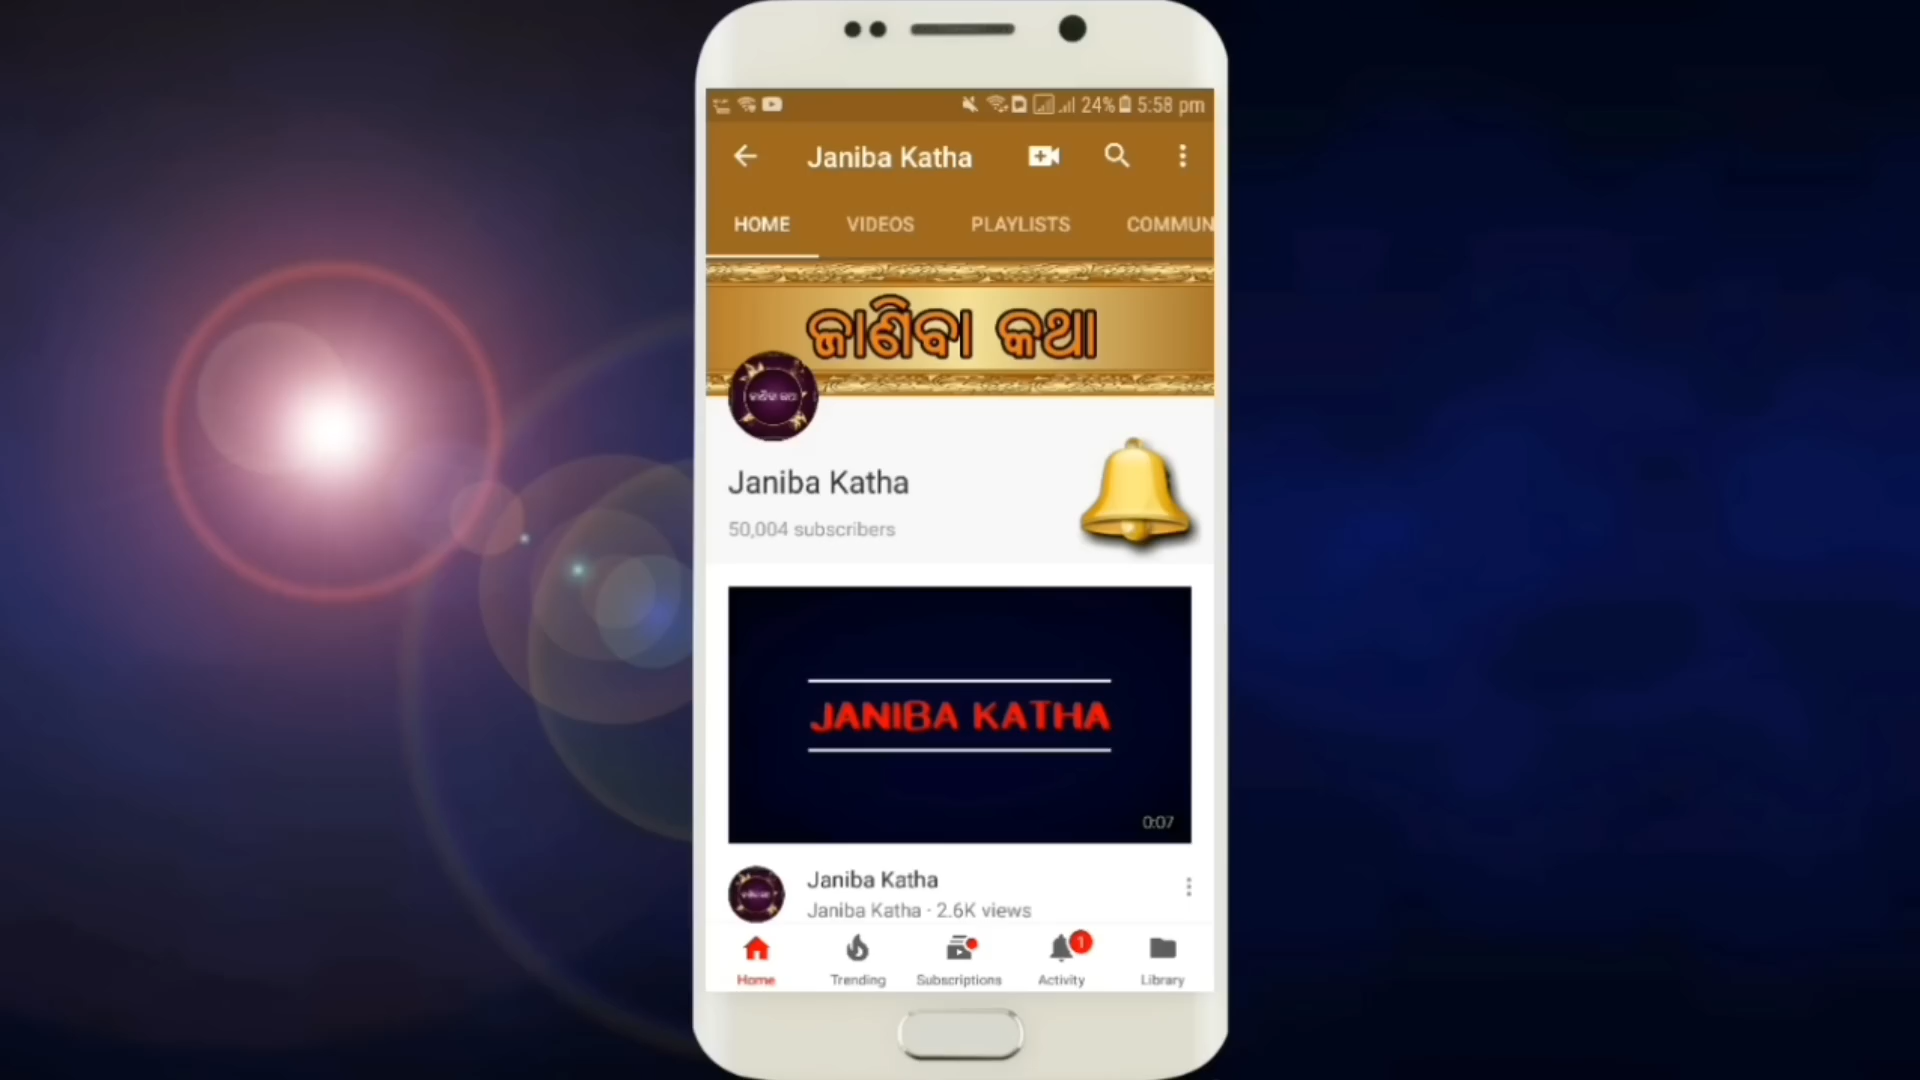 24% 5:58 pm
Janiba Katha
HOME VIDEOS PLAYLISTS COMMUN
ଜାଣିବା କଥା
ଜାଣିବା କଥା
Janiba Katha
50,004 subscribers
JANIBA KATHA
0:07
Janiba Katha
Janiba Katha · 2.6K views
1
Home Trending Subscriptions Activity Library